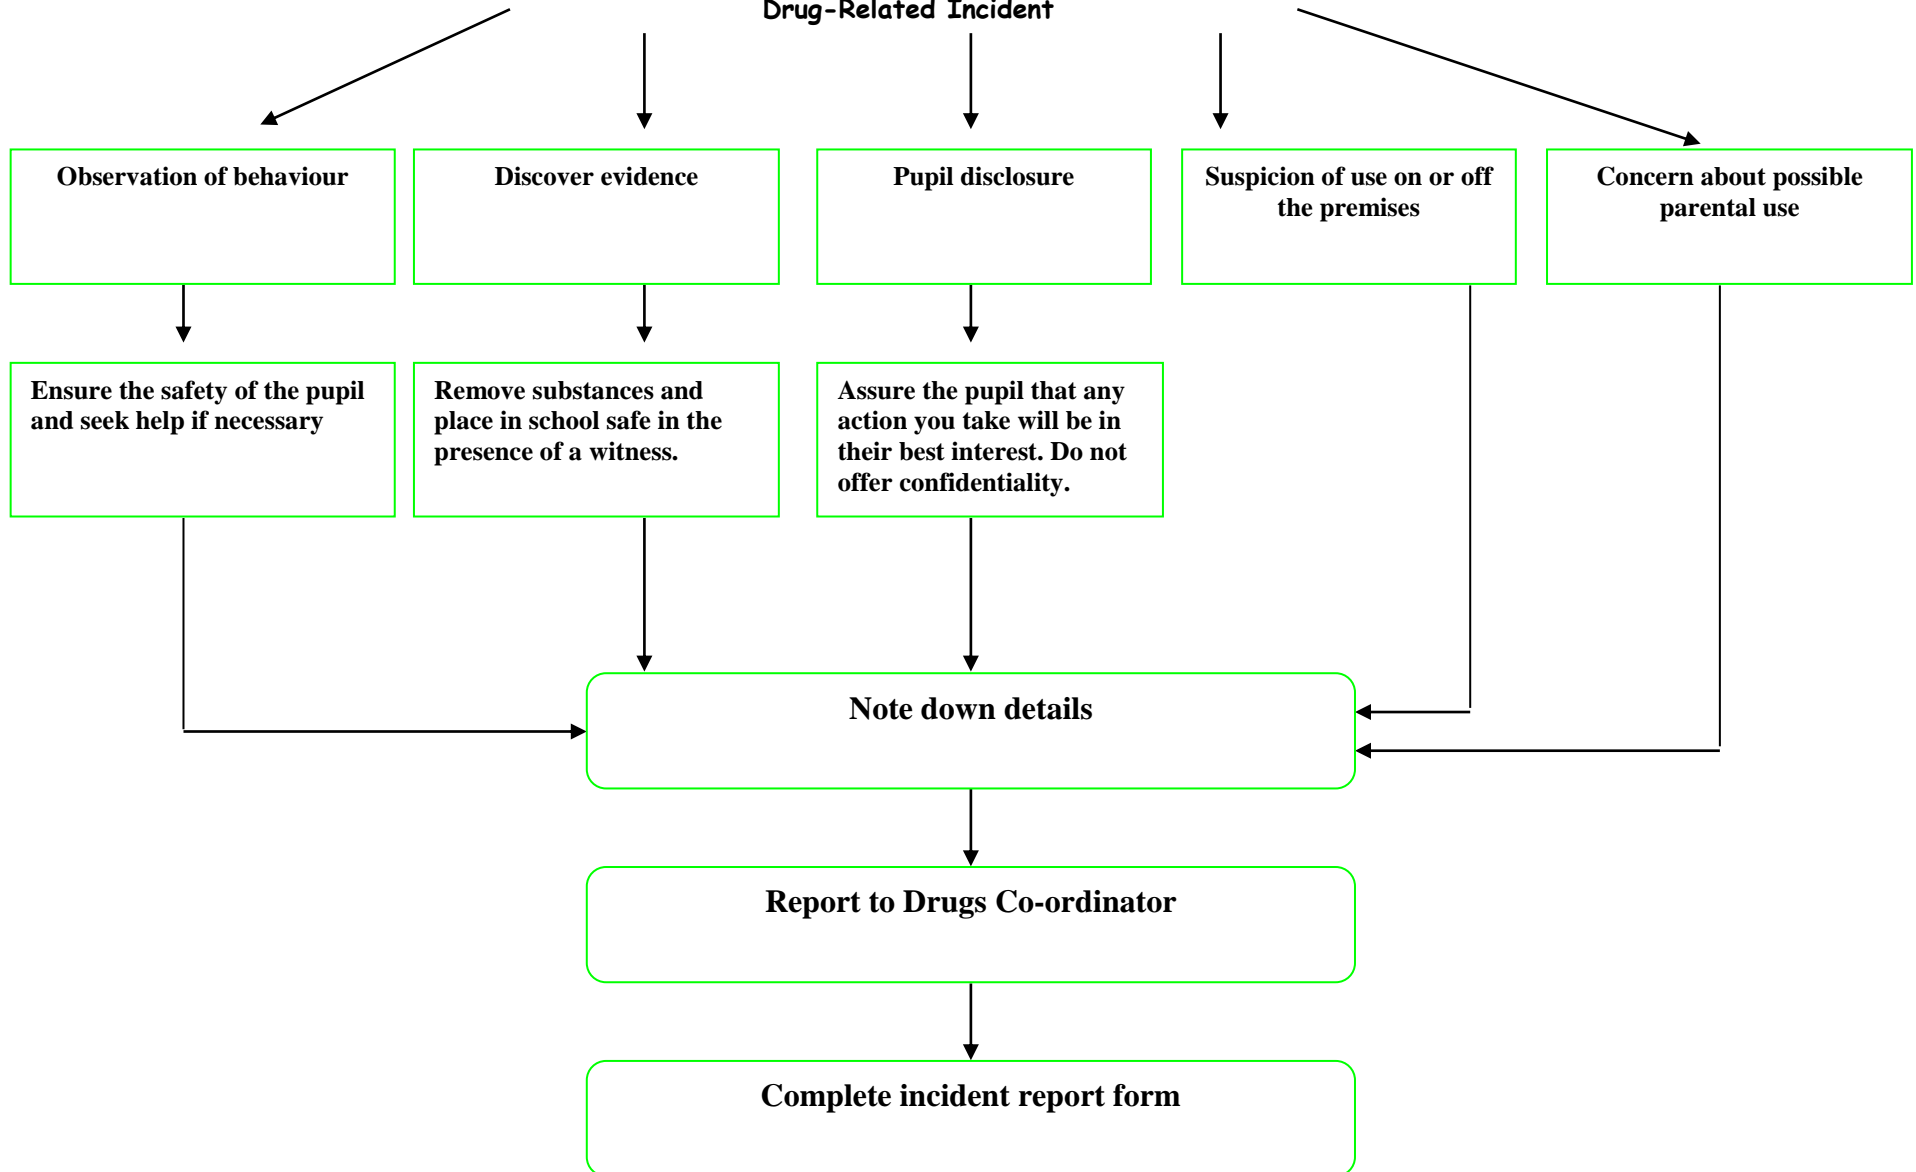 Drug-Related Incident
Observation of behaviour
Discover evidence
Pupil disclosure
Suspicion of use on or off
the premises
Concern about possible
parental use
Ensure the safety of the pupil
and seek help if necessary
Remove substances and
place in school safe in the
presence of a witness.
Assure the pupil that any
action you take will be in
their best interest. Do not
offer confidentiality.
Note down details
Report to Drugs Co-ordinator
Complete incident report form